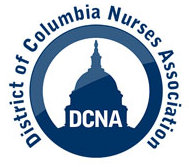 District of Columbia Nurses Association
DCNA